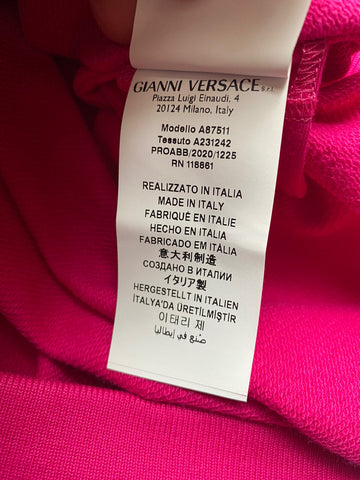 GIANNI VERSACE s.r.l.
Piazza Luigi Einaudi, 4
20124 Milano, Italy
Modello A87511
Tessuto A231242
PROABB/2020/1225
RN 118861
REALIZZATO IN ITALIA
MADE IN ITALY
FABRIQUÉ EN ITALIE
HECHO EN ITALIA
FABRICADO EM ITÁLIA
意大利制造
СОЗДАНО В ИТАЛИИ
イタリア製
HERGESTELLT IN ITALIEN
İTALYA'DA ÜRETİLMİŞTİR
이태리 제
صُنع في إيطاليا